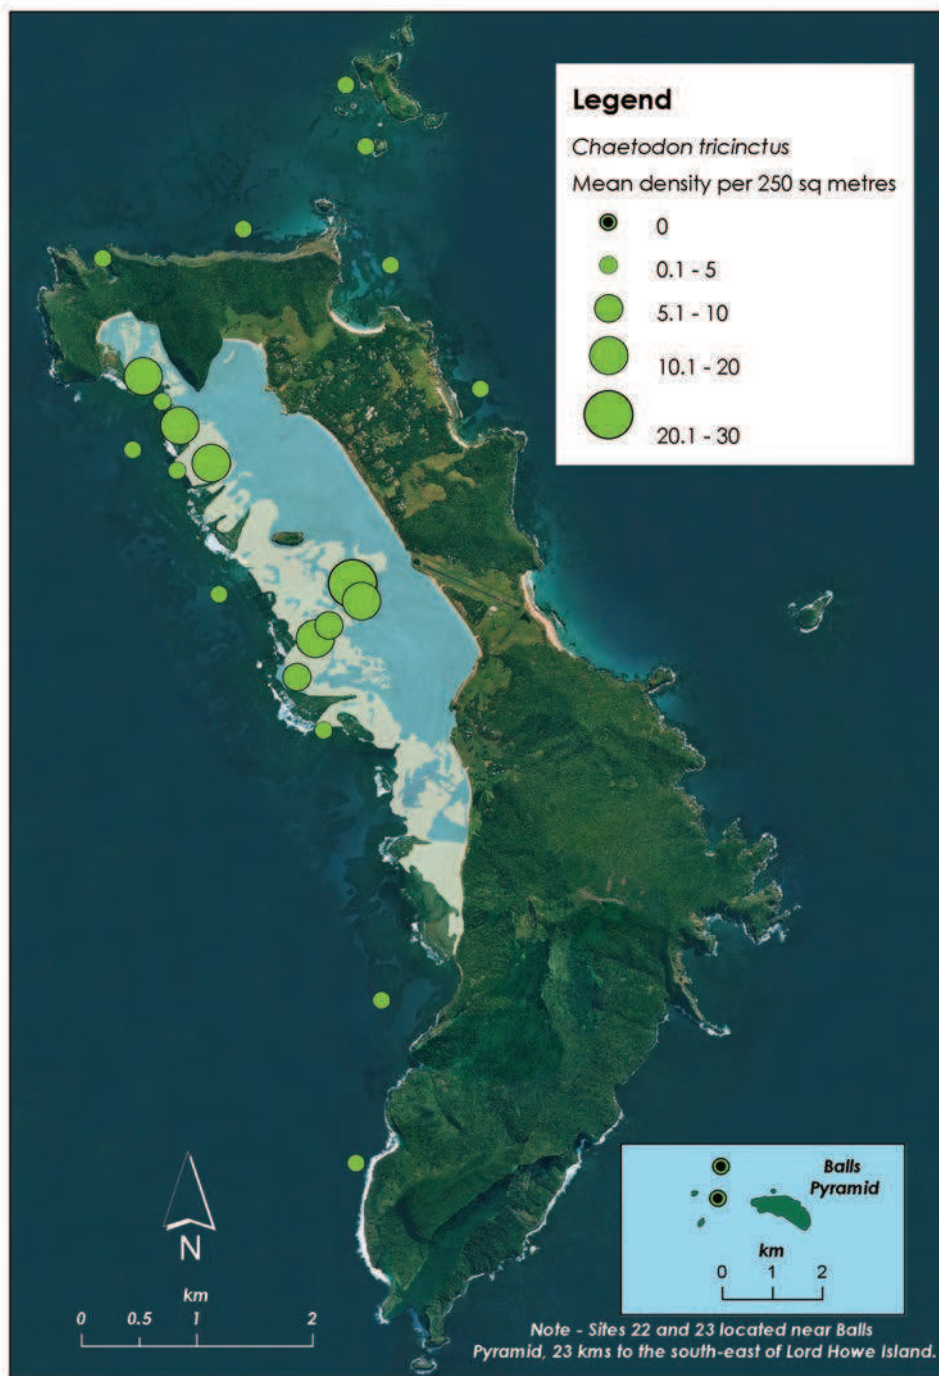 Legend
Chaetodon tricinctus
Mean density per 250 sq metres
0
0.1 - 5
5.1 - 10
10.1 - 20
20.1 - 30
N
km
0 0.5 1 2
Balls
Pyramid
km
0 1 2
Note - Sites 22 and 23 located near Balls
Pyramid, 23 kms to the south-east of Lord Howe Island.